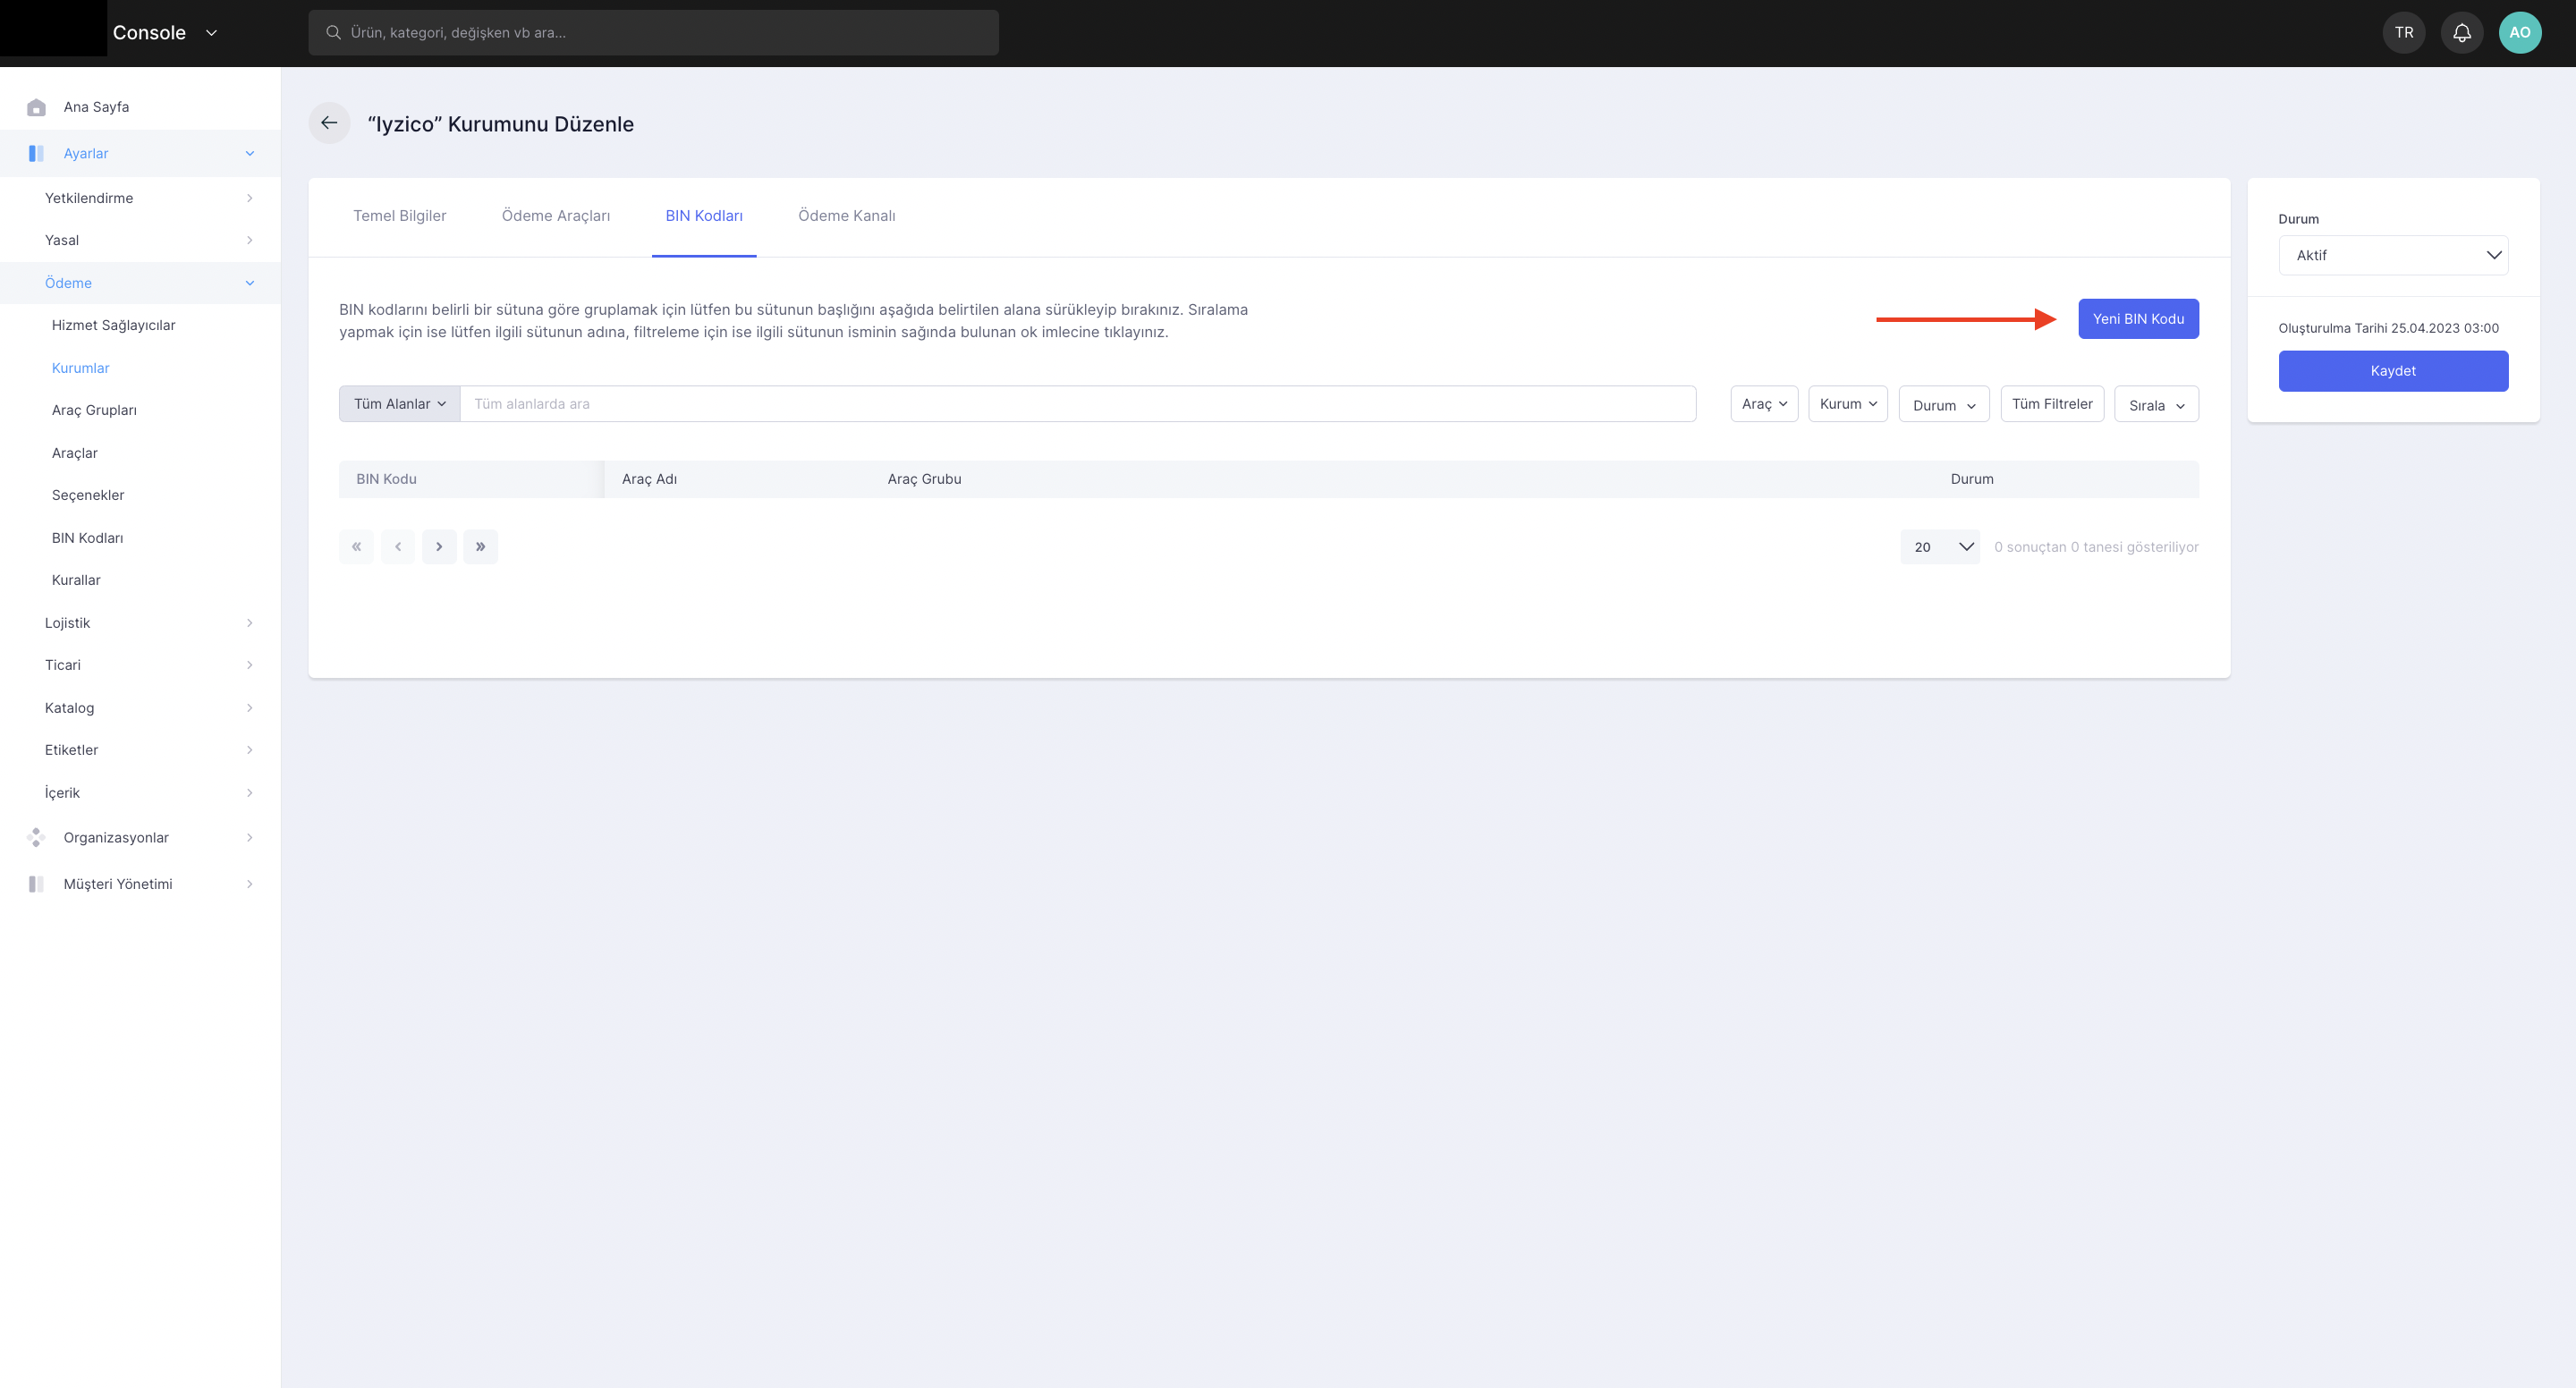 Console
Ürün, kategori, değişken vb ara...
TR
AO
Ana Sayfa
Ayarlar
Yetkilendirme
Yasal
Ödeme
Hizmet Sağlayıcılar
Kurumlar
Araç Grupları
Araçlar
Seçenekler
BIN Kodları
Kurallar
Lojistik
Ticari
Katalog
Etiketler
İçerik
Organizasyonlar
Müşteri Yönetimi
“Iyzico” Kurumunu Düzenle
Temel Bilgiler
Ödeme Araçları
BIN Kodları
Ödeme Kanalı
BIN kodlarını belirli bir sütuna göre gruplamak için lütfen bu sütunun başlığını aşağıda belirtilen alana sürükleyip bırakınız. Sıralama
yapmak için ise lütfen ilgili sütunun adına, filtreleme için ise ilgili sütunun isminin sağında bulunan ok imlecine tıklayınız.
Yeni BIN Kodu
Tüm Alanlar
Tüm alanlarda ara
Araç
Kurum
Durum
Tüm Filtreler
Sırala
BIN Kodu
Araç Adı
Araç Grubu
Durum
20
0 sonuçtan 0 tanesi gösteriliyor
Durum
Aktif
Oluşturulma Tarihi 25.04.2023 03:00
Kaydet